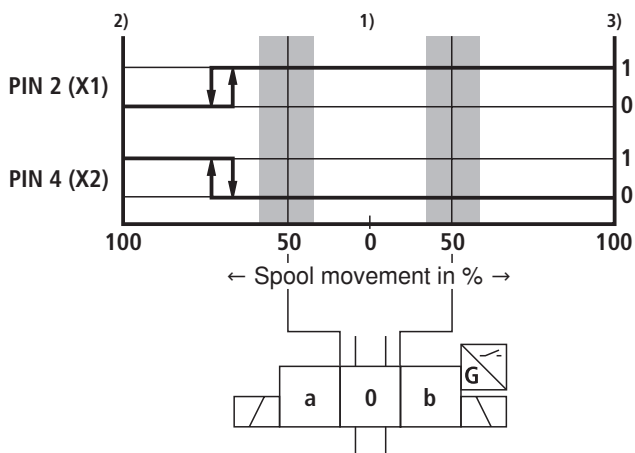 2) 1) 3)
1
PIN 2 (X1)
0
1
PIN 4 (X2)
0
100 50 0 50 100
← Spool movement in % →
G
a 0 b